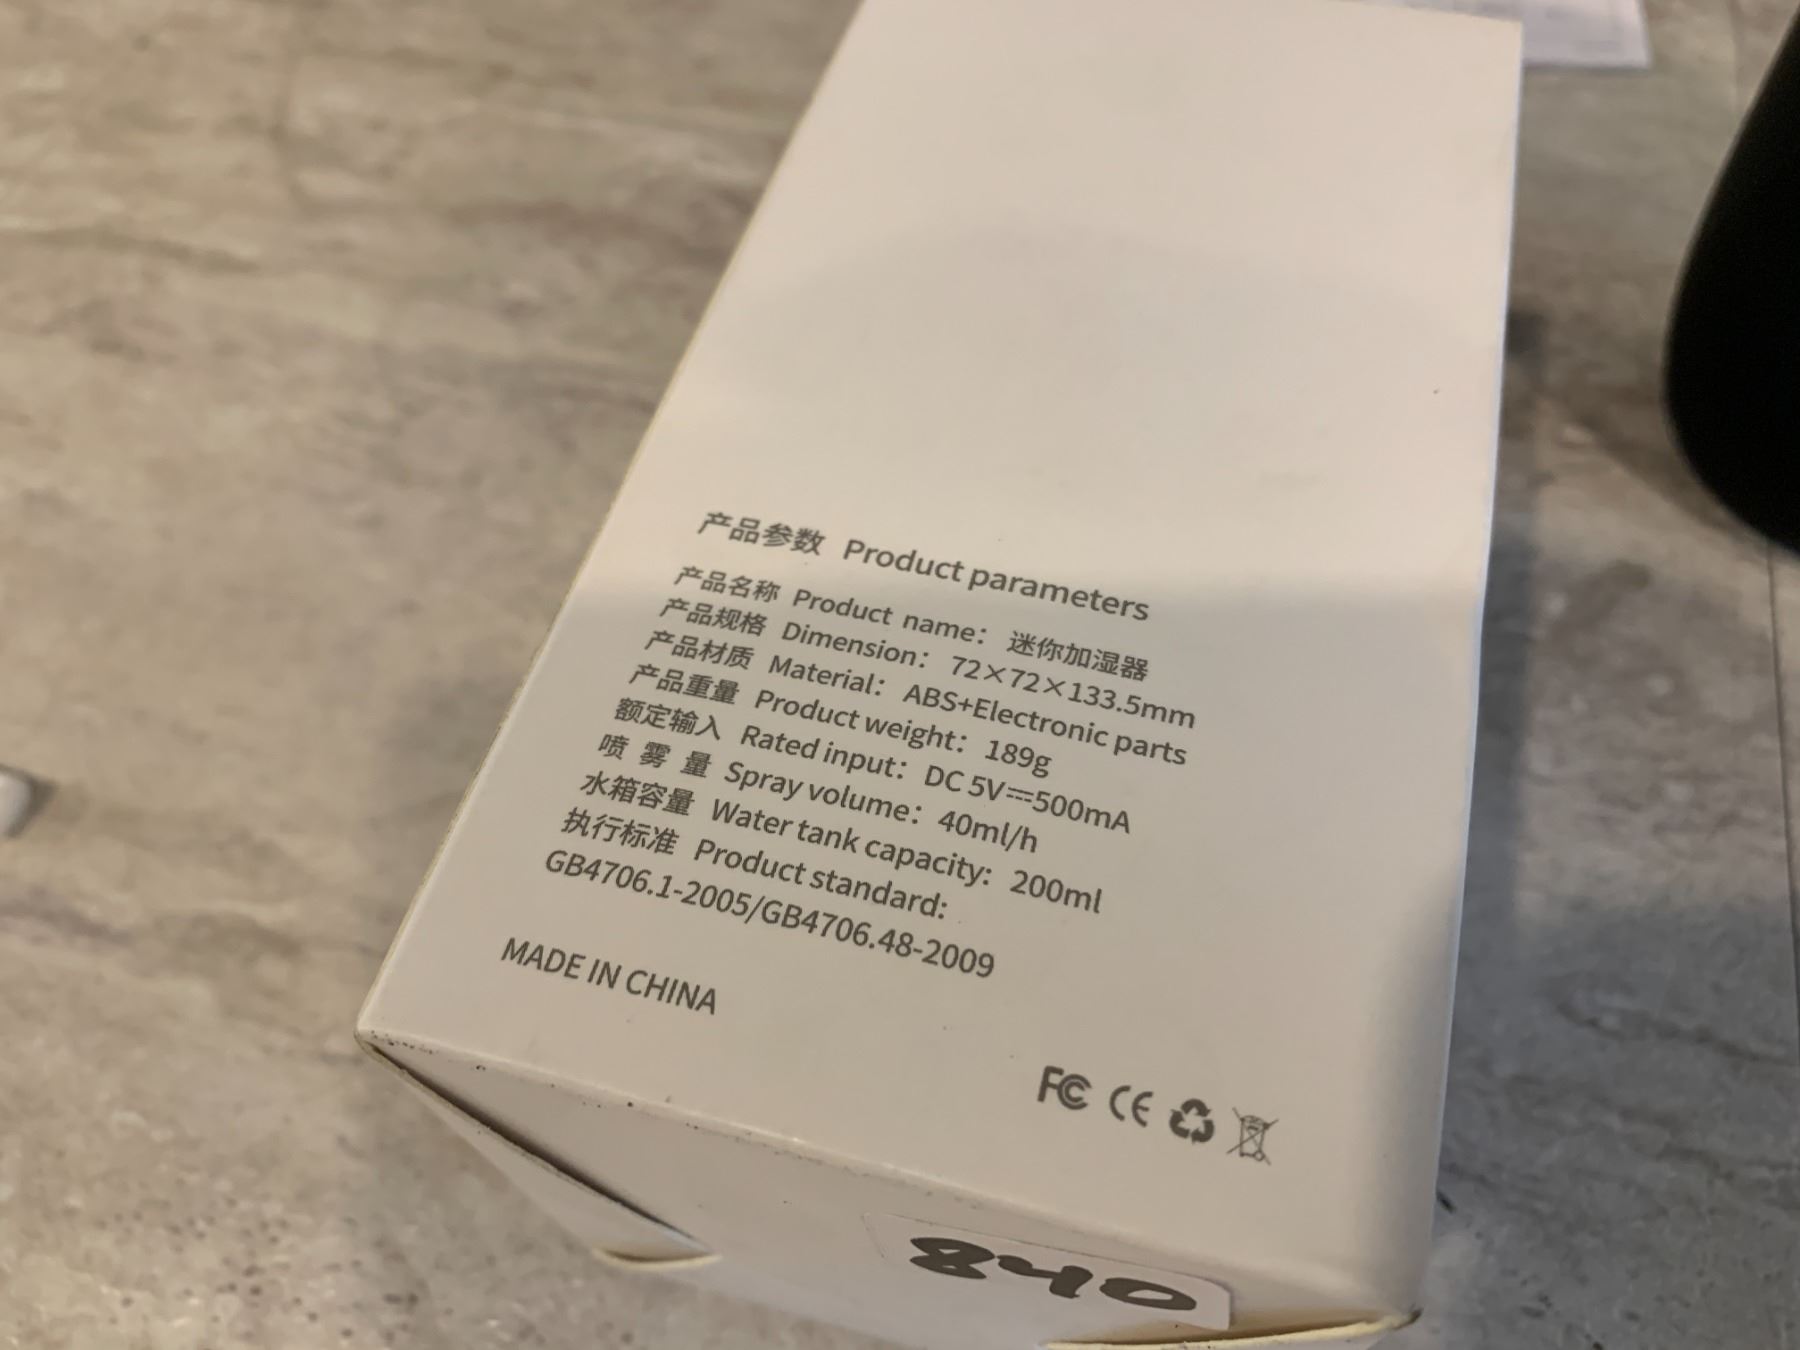 产品参数 Product parameters
产品名称 Product name：迷你加湿器
产品规格 Dimension：72×72×133.5mm
产品材质 Material：ABS+Electronic parts
产品重量 Product weight：189g
额定输入 Rated input：DC 5V⎓500mA
喷 雾 量 Spray volume：40ml/h
水箱容量 Water tank capacity：200ml
执行标准 Product standard:
GB4706.1-2005/GB4706.48-2009
MADE IN CHINA
FC CE